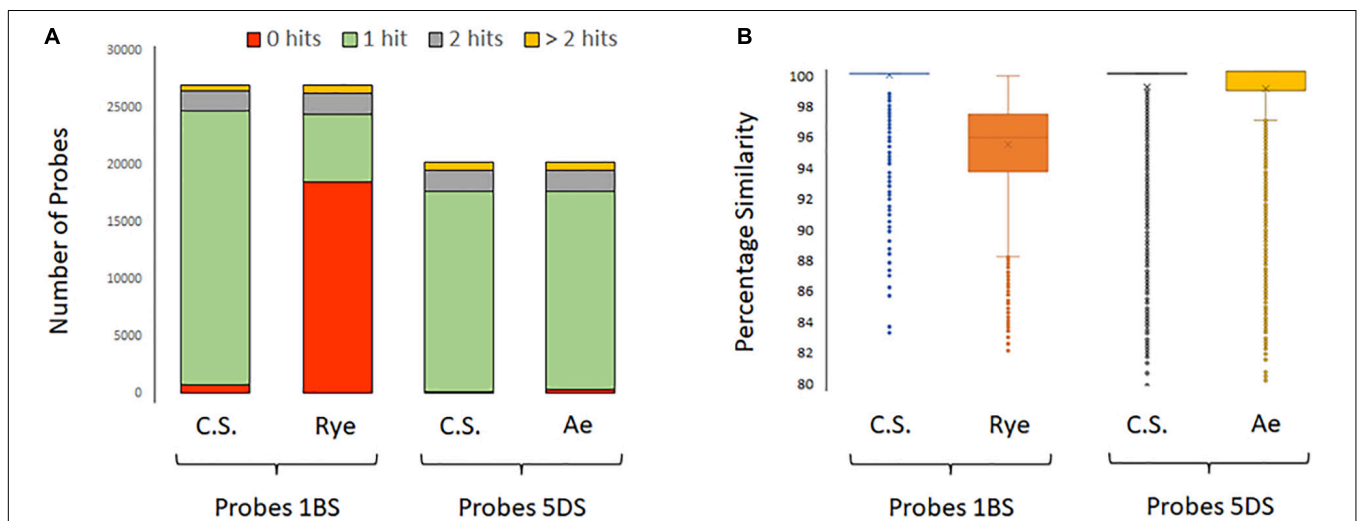 A
0 hits 1 hit 2 hits > 2 hits
Number of Probes
30000
25000
20000
15000
10000
5000
0
C.S. Rye C.S. Ae
Probes 1BS Probes 5DS
B
Percentage Similarity
100
98
96
94
92
90
88
86
84
82
80
C.S. Rye C.S. Ae
Probes 1BS Probes 5DS